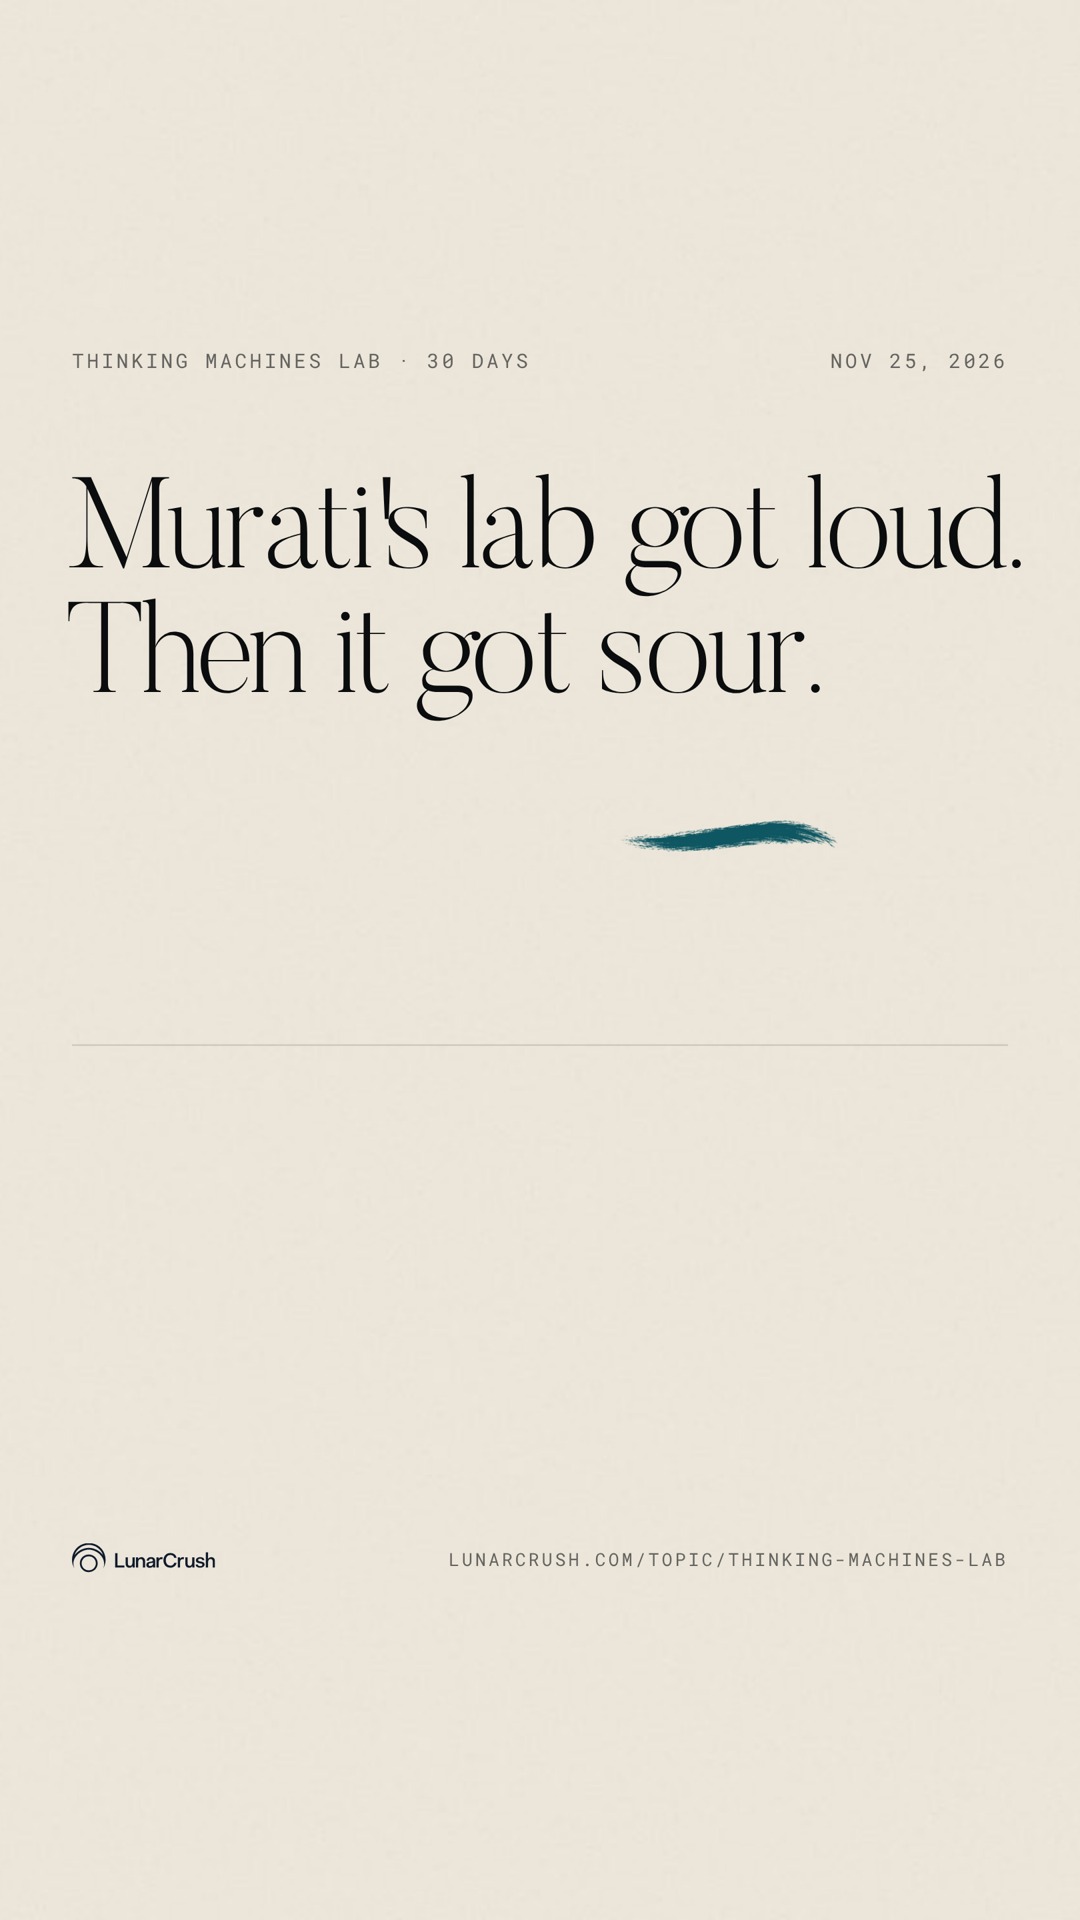 THINKING MACHINES LAB · 30 DAYS
NOV 25, 2026
Murati's lab got loud.
Then it got sour.
LunarCrush
LUNARCRUSH.COM/TOPIC/THINKING-MACHINES-LAB